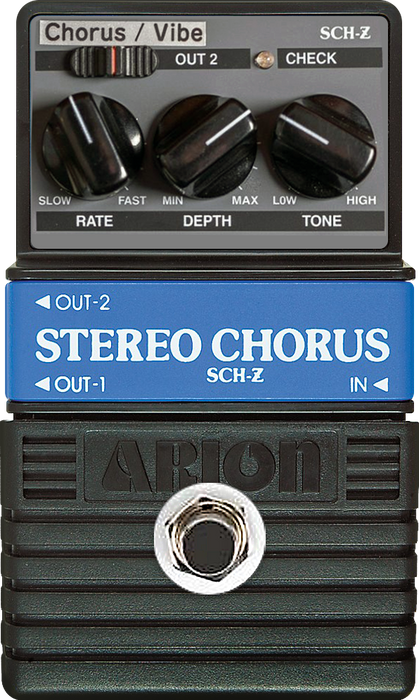 Chorus / Vibe SCH-Z
OUT 2 CHECK
SLOW FAST MIN MAX LOW HIGH
RATE DEPTH TONE
◀ OUT-2
STEREO CHORUS
SCH-Z
◀ OUT-1 IN ◀
ARION